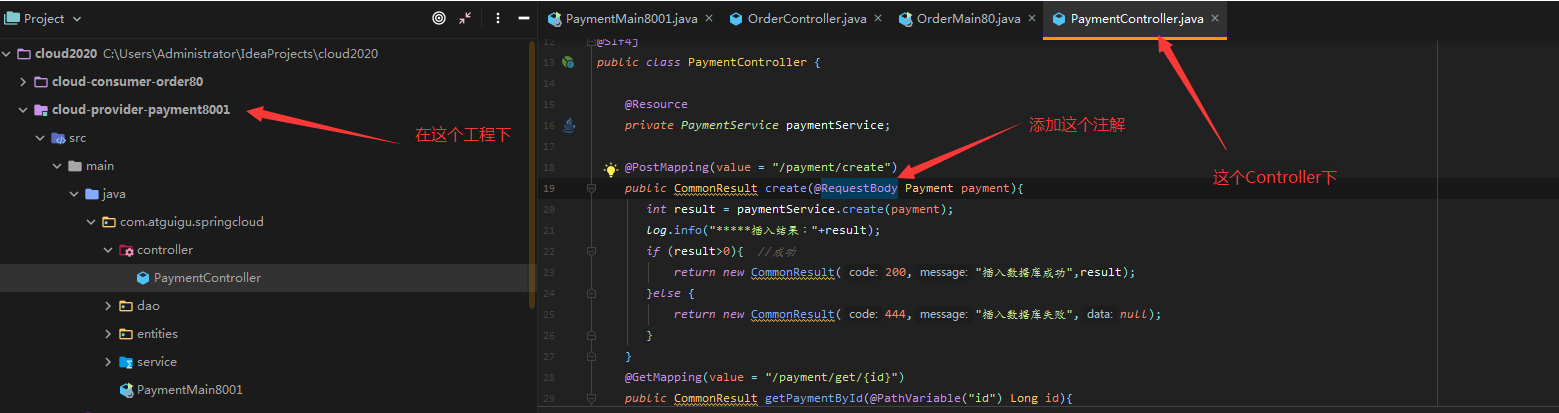 Project
cloud2020 C:\Users\Administrator\IdeaProjects\cloud2020
cloud-consumer-order80
cloud-provider-payment8001
在这个工程下
src
main
java
com.atguigu.springcloud
controller
PaymentController
dao
entities
service
PaymentMain8001
PaymentMain8001.java
OrderController.java
OrderMain80.java
PaymentController.java
12 @Slf4j
13 public class PaymentController {
14
15 @Resource
16 private PaymentService paymentService;
17
添加这个注解
这个Controller下
18 @PostMapping(value = "/payment/create")
19 public CommonResult create(@RequestBody Payment payment){
20 int result = paymentService.create(payment);
21 log.info("*****插入结果："+result);
22 if (result>0){ //成功
23 return new CommonResult( code: 200, message: "插入数据库成功",result);
24 }else {
25 return new CommonResult( code: 444, message: "插入数据库失败", data: null);
26 }
27 }
28 @GetMapping(value = "/payment/get/{id}")
29 public CommonResult getPaymentById(@PathVariable("id") Long id){